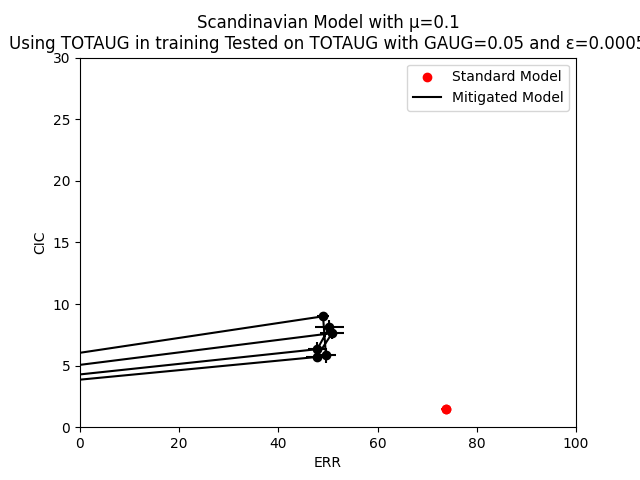 Scandinavian Model with μ=0.1
Using TOTAUG in training Tested on TOTAUG with GAUG=0.05 and ε=0.0005
30
25
20
15
10
5
0
CIC
0 20 40 60 80 100
ERR
Standard Model
Mitigated Model